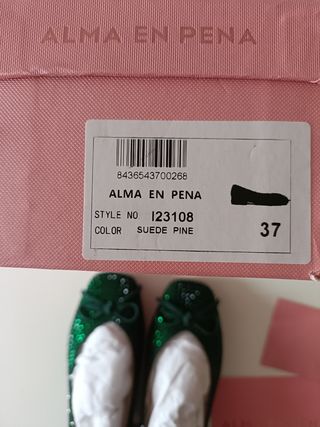 ALMA EN PENA
8436543700268
ALMA EN PENA
STYLE NO I23108
COLOR SUEDE PINE
37